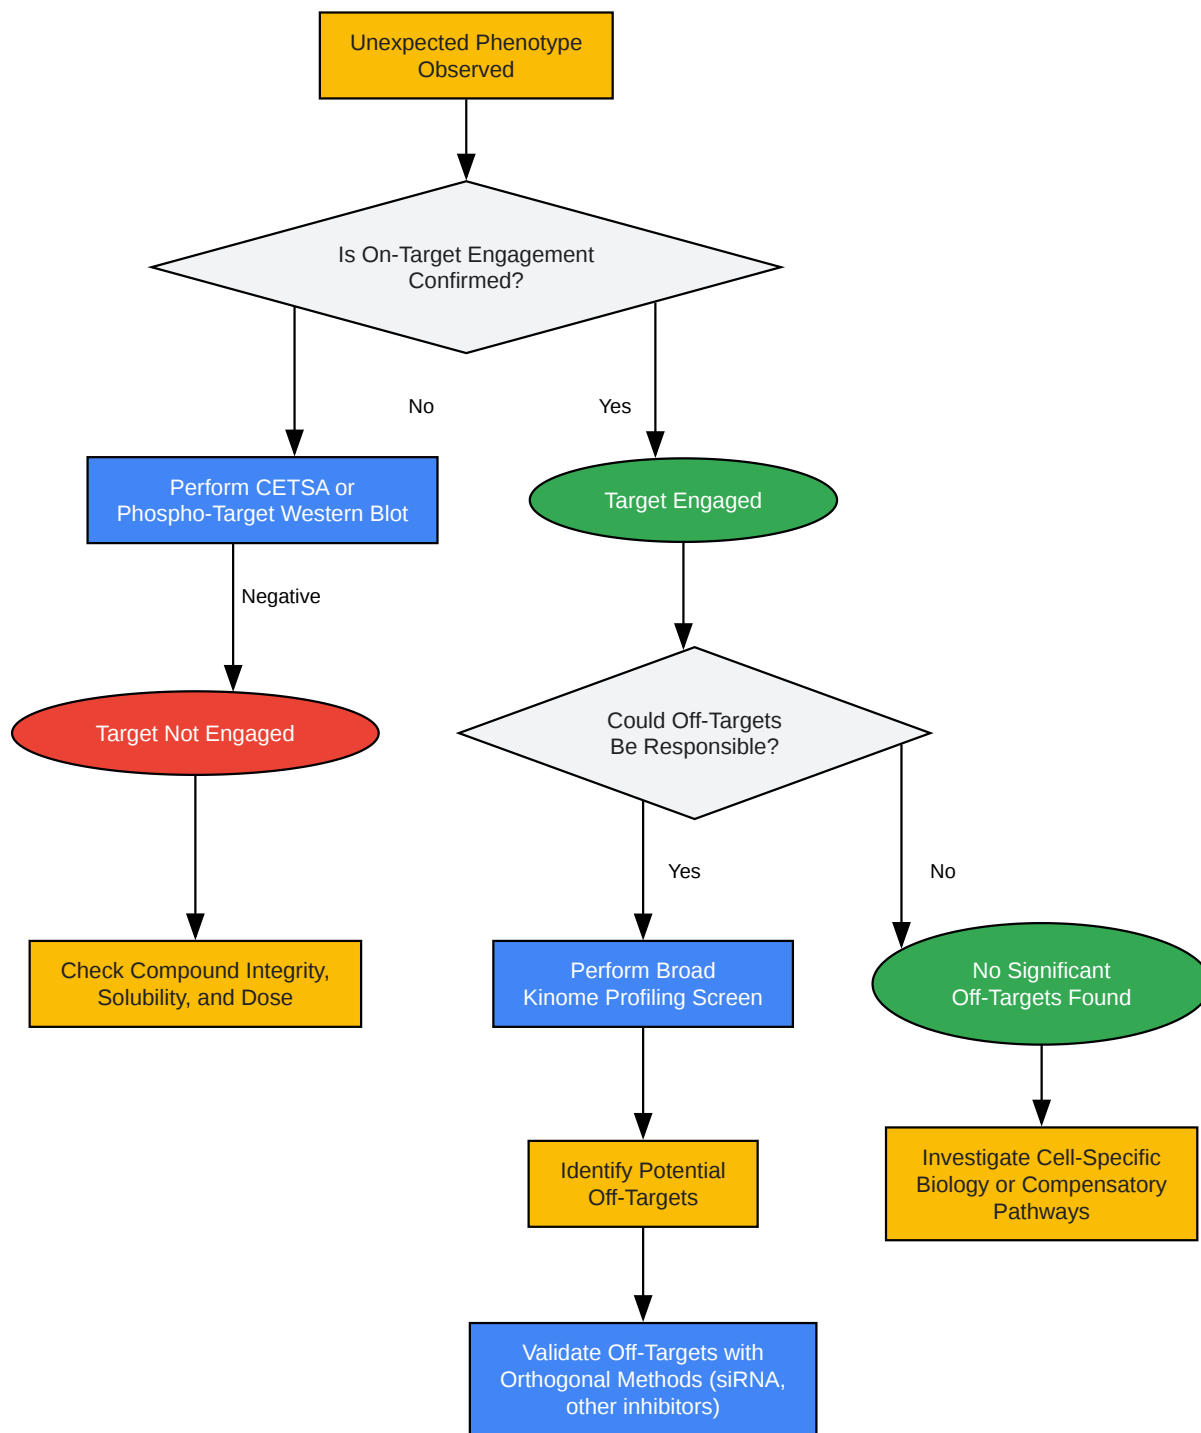 Unexpected Phenotype
Observed
Is On-Target Engagement
Confirmed?
No
Yes
Perform CETSA or
Phospho-Target Western Blot
Target Engaged
Negative
Target Not Engaged
Could Off-Targets
Be Responsible?
Yes
No
Check Compound Integrity,
Solubility, and Dose
Perform Broad
Kinome Profiling Screen
No Significant
Off-Targets Found
Identify Potential
Off-Targets
Investigate Cell-Specific
Biology or Compensatory
Pathways
Validate Off-Targets with
Orthogonal Methods (siRNA,
other inhibitors)